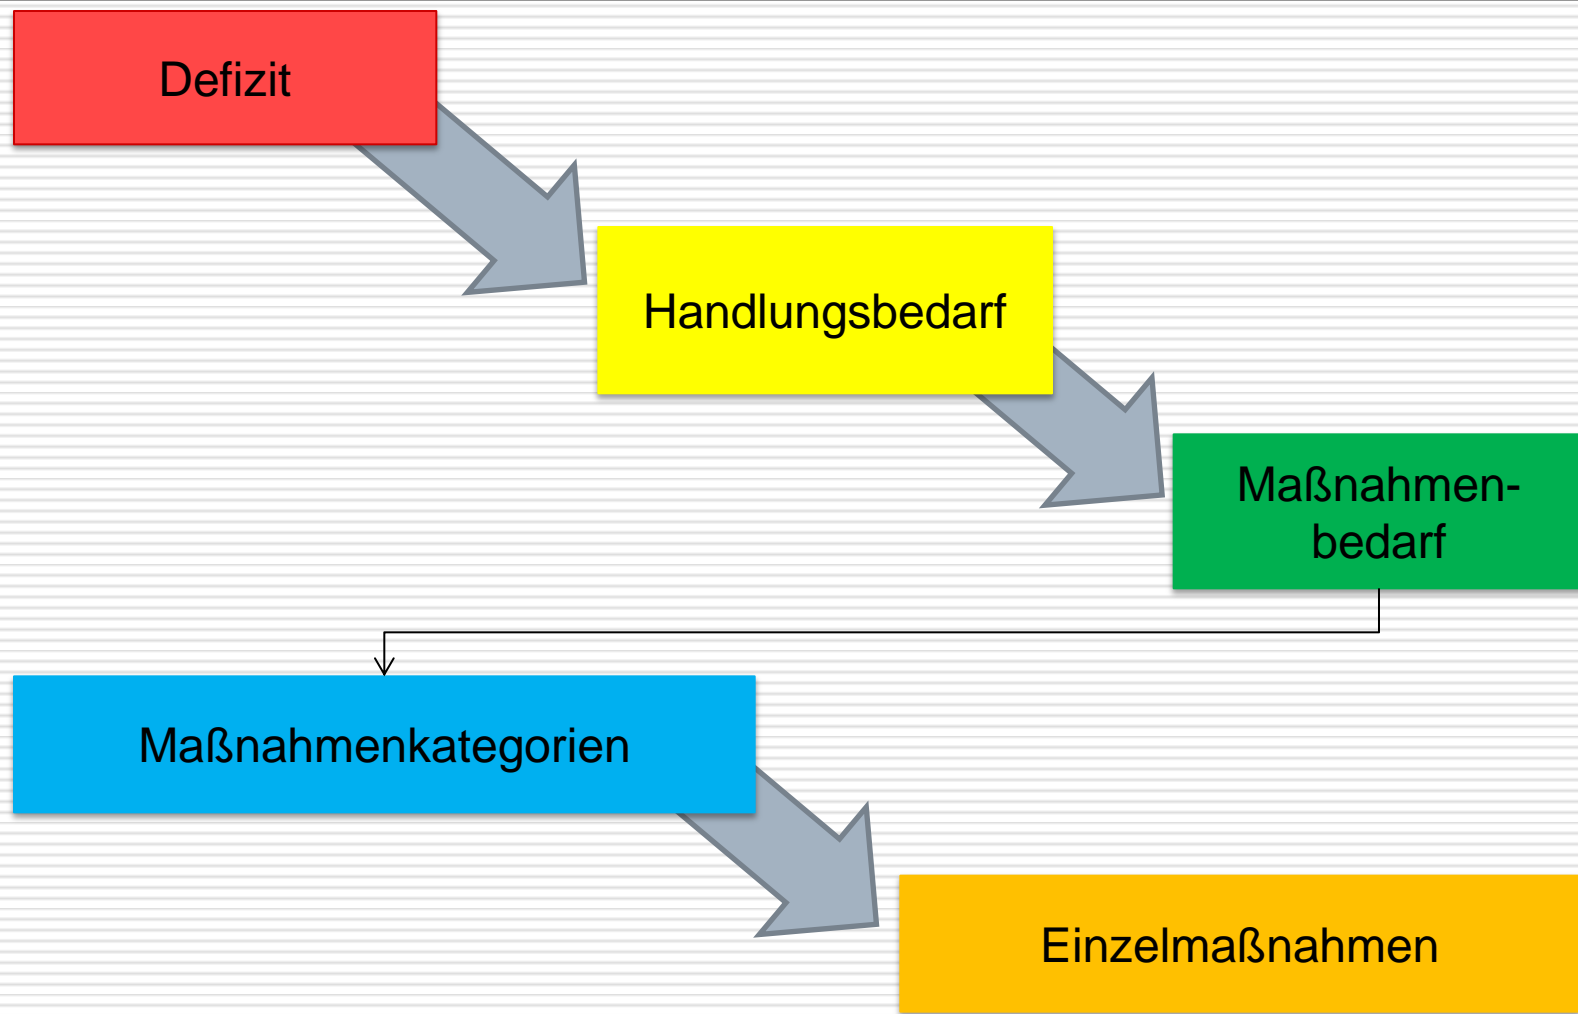 Defizit
Handlungsbedarf
Maßnahmen-
bedarf
Maßnahmenkategorien
Einzelmaßnahmen